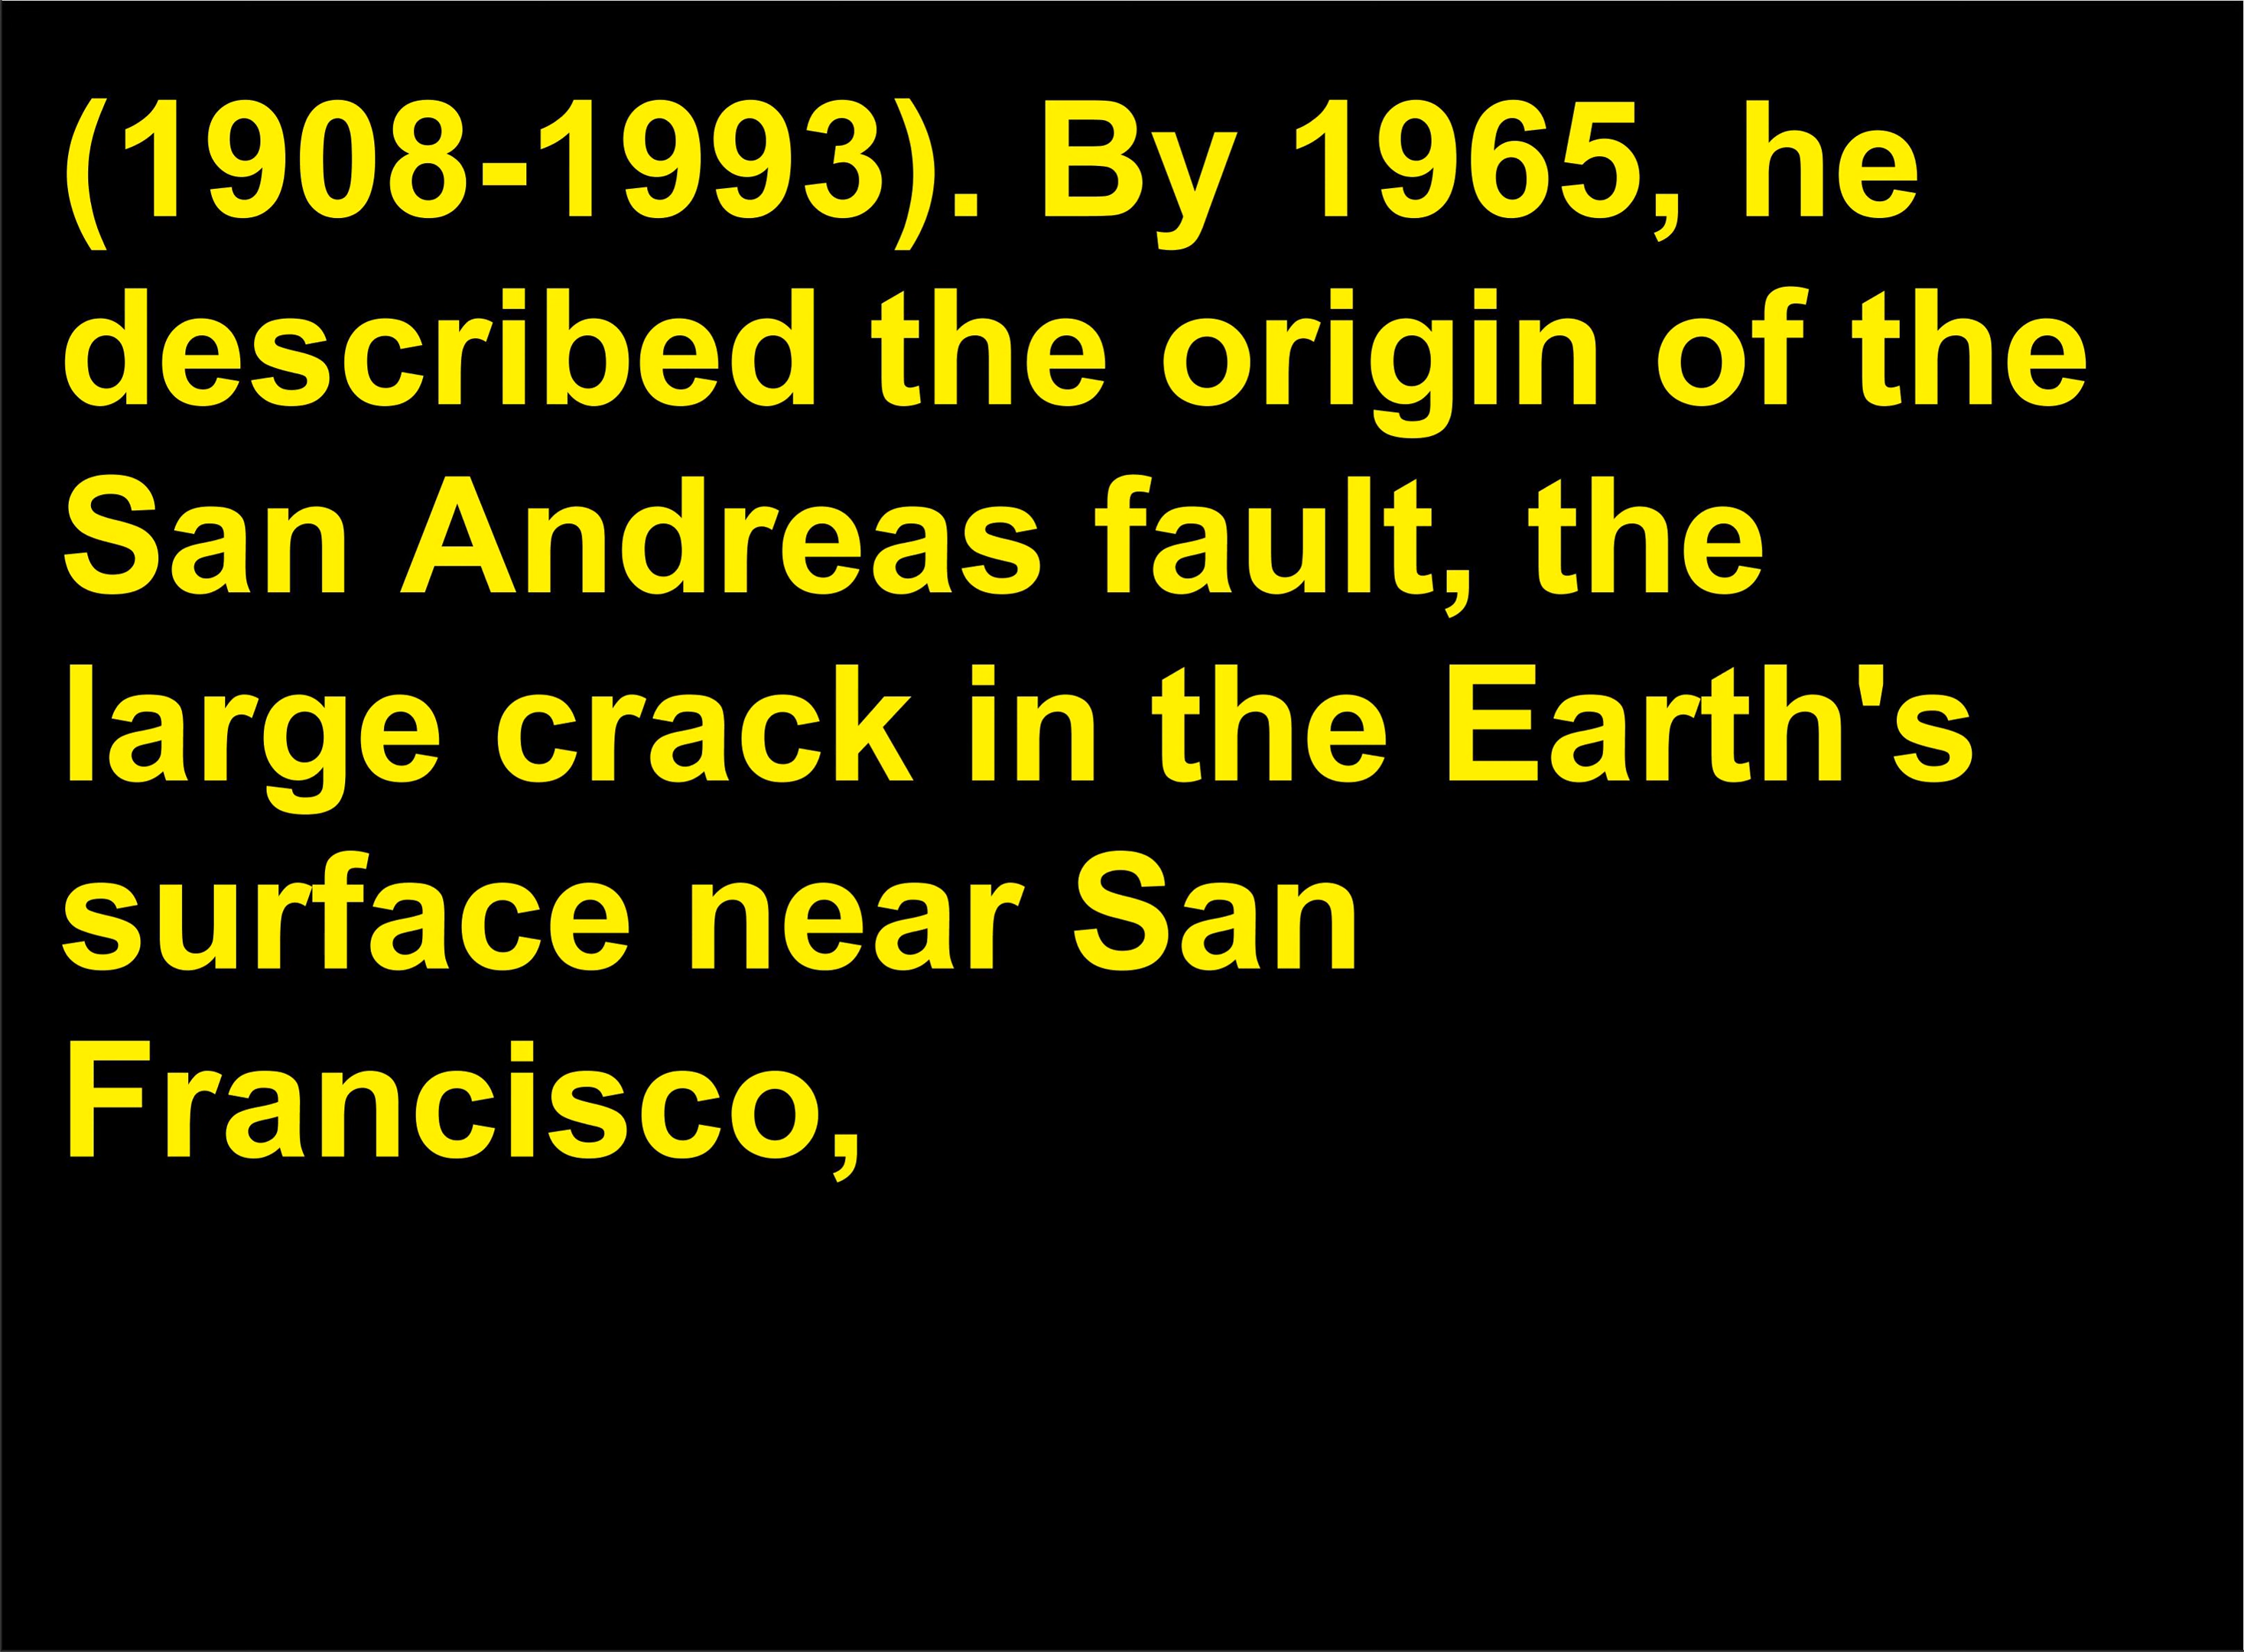 (1908-1993). By 1965, he
described the origin of the
San Andreas fault, the
large crack in the Earth's
surface near San
Francisco,